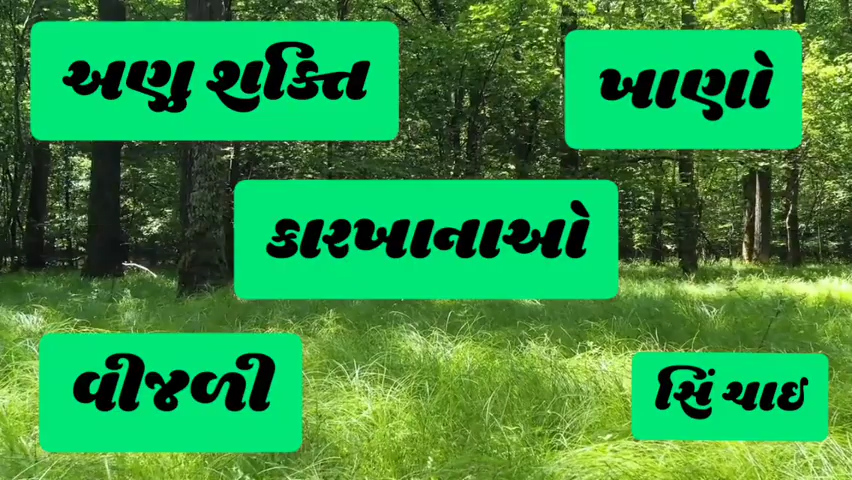 અણુ શક્તિ
ખાણો
કારખાનાઓ
વીજળી
સિંચાઇ